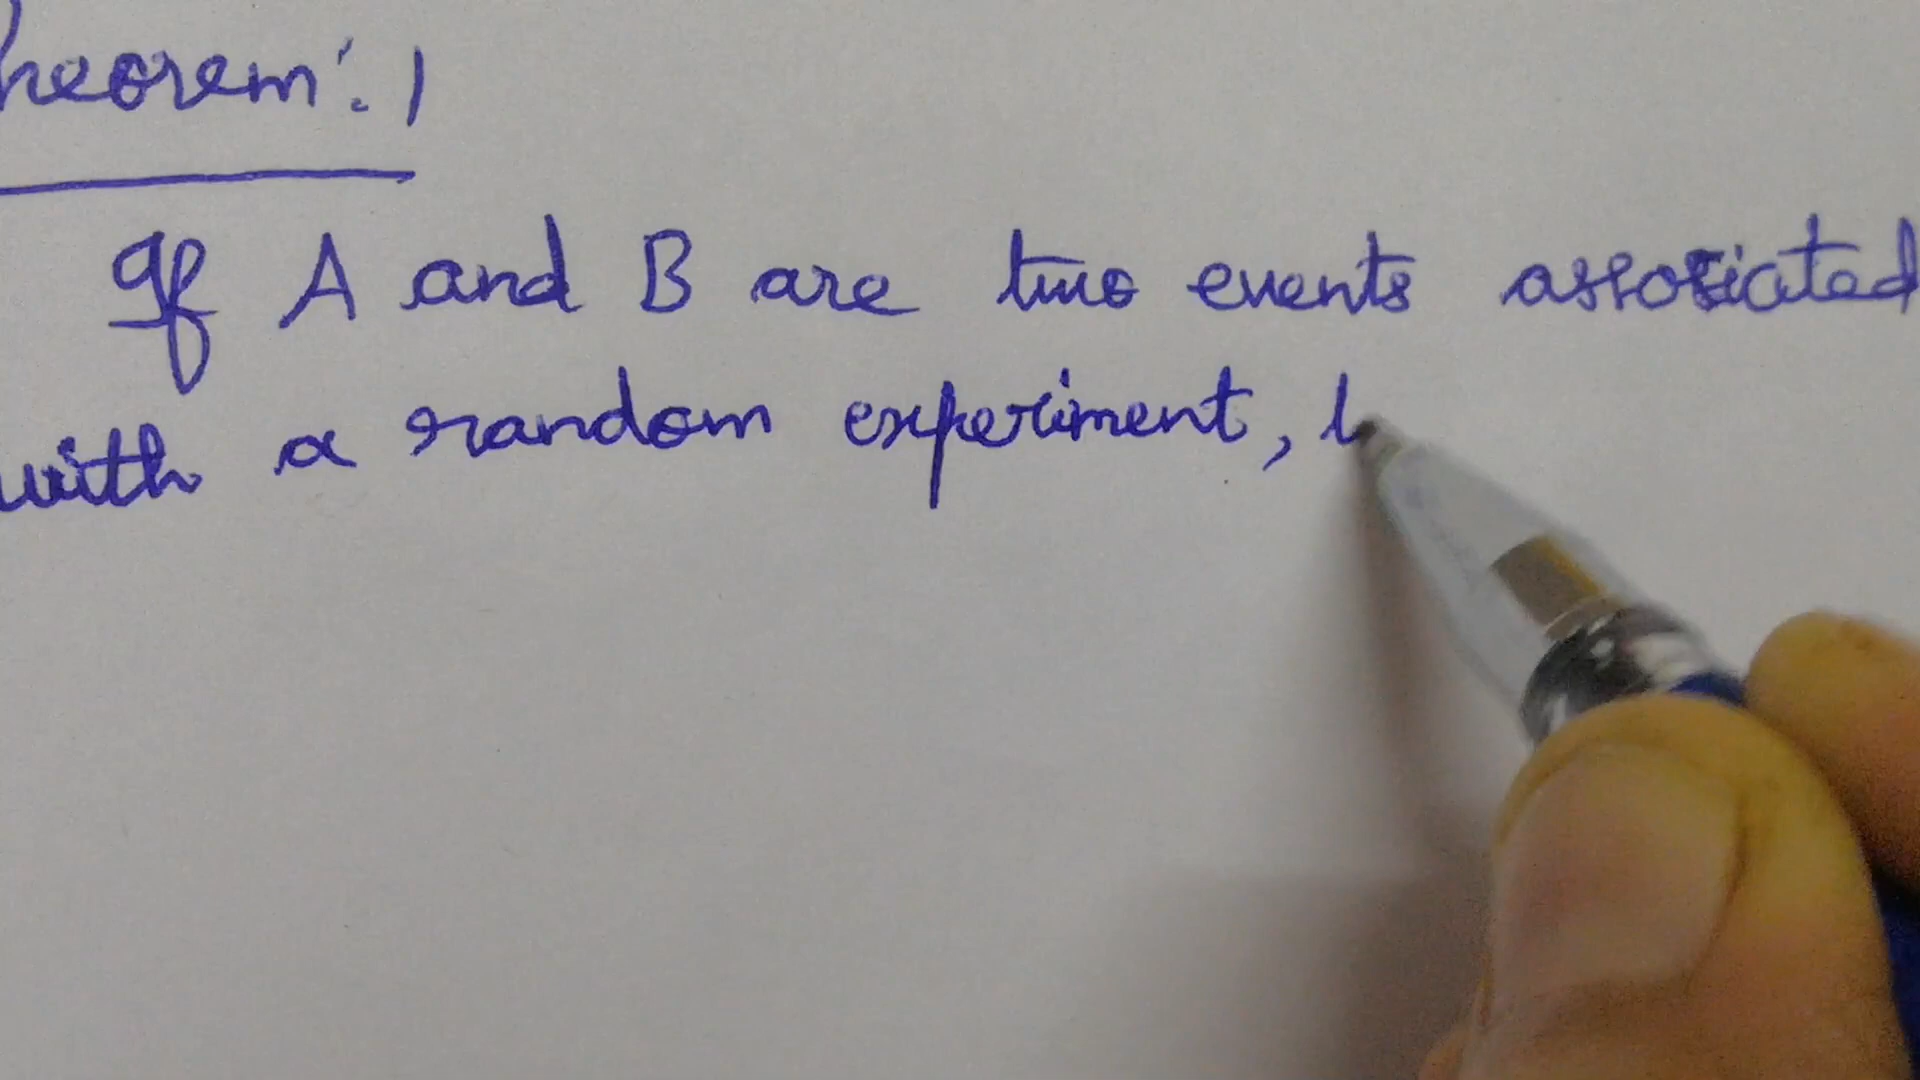 heorem: 1
If A and B are two events associated
with a random experiment,